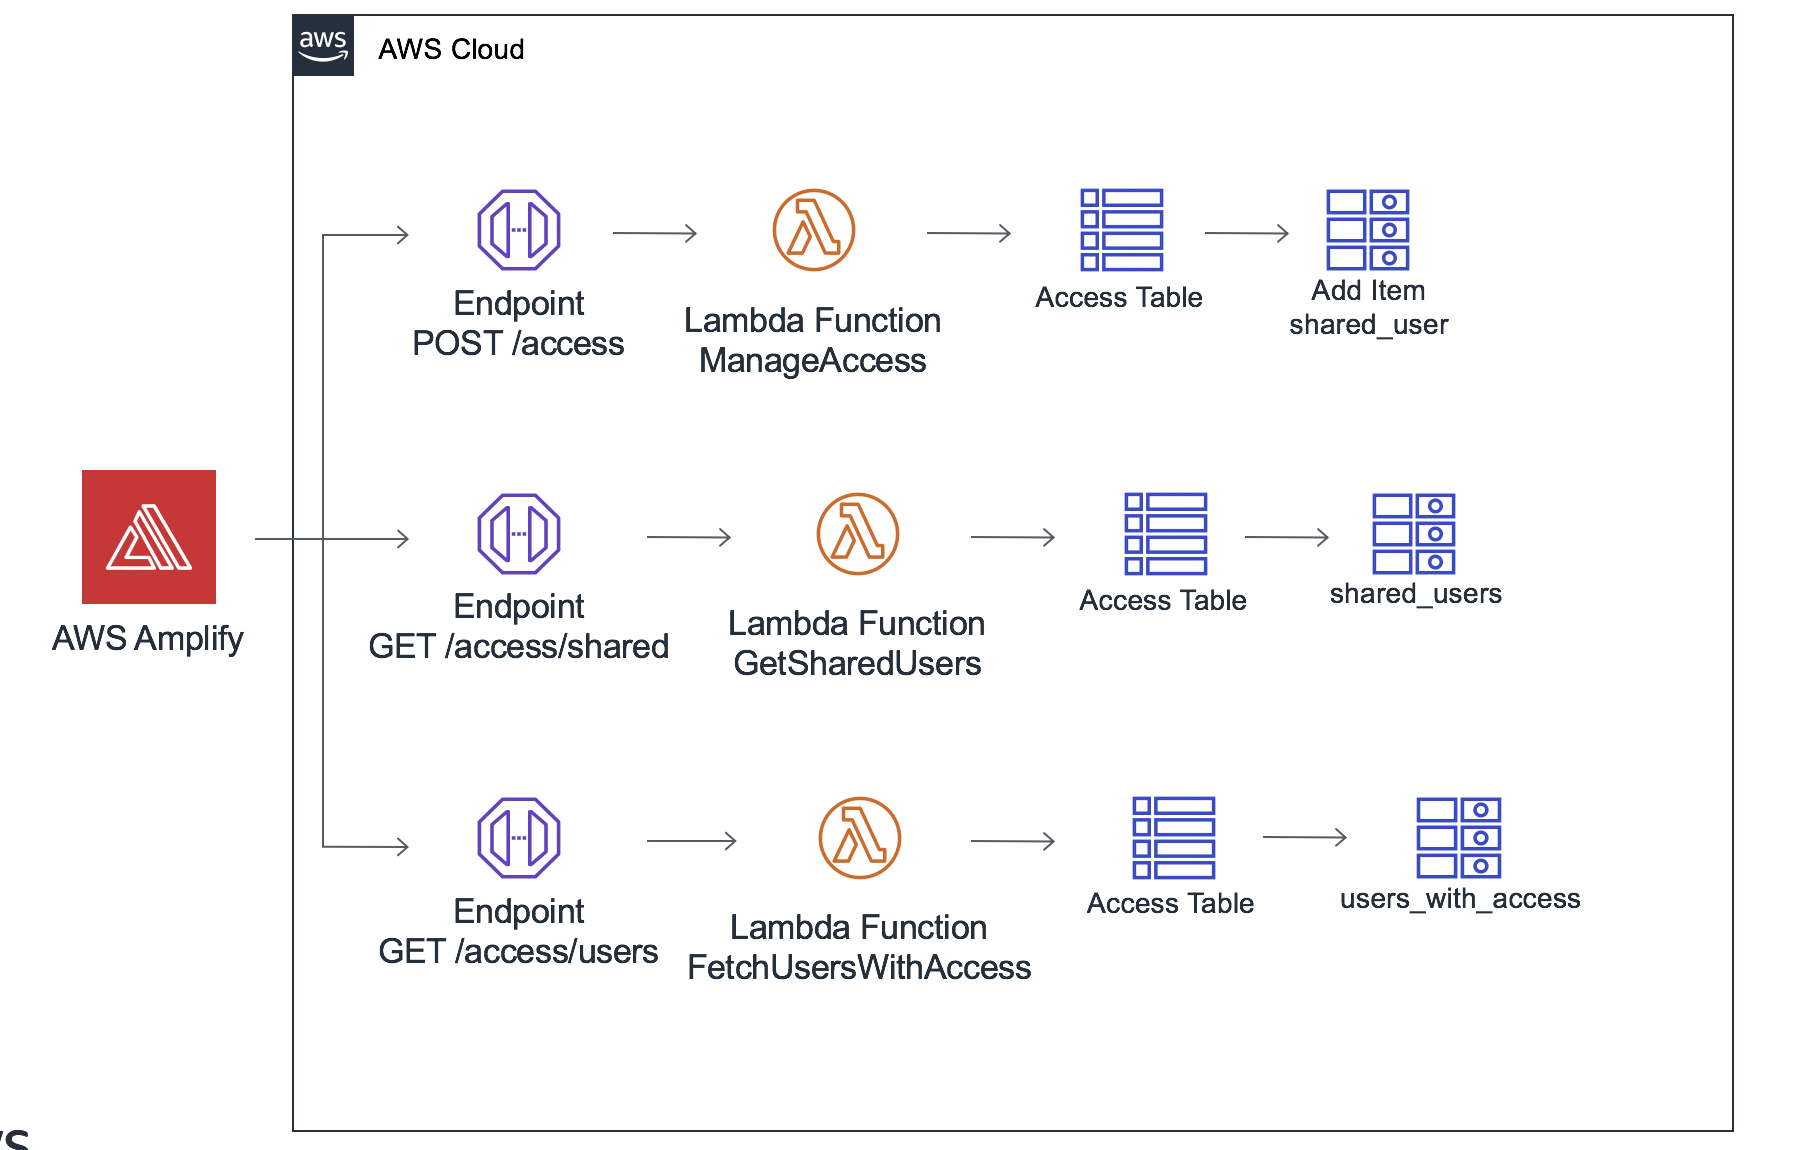 aws
AWS Cloud
Endpoint
POST /access
Lambda Function
ManageAccess
Access Table
Add Item
shared_user
AWS Amplify
Endpoint
GET /access/shared
Lambda Function
GetSharedUsers
Access Table
shared_users
Endpoint
GET /access/users
Lambda Function
FetchUsersWithAccess
Access Table
users_with_access